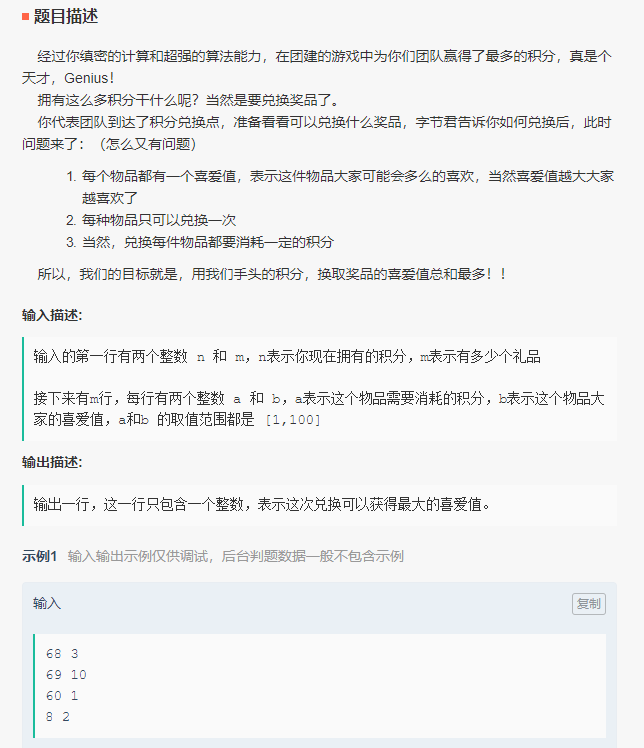 题目描述
经过你缜密的计算和超强的算法能力，在团建的游戏中为你们团队赢得了最多的积分，真是个
天才，Genius！
拥有这么多积分干什么呢？当然是要兑换奖品了。
你代表团队到达了积分兑换点，准备看看可以兑换什么奖品，字节君告诉你如何兑换后，此时
问题来了：（怎么又有问题）
1. 每个物品都有一个喜爱值，表示这件物品大家可能会多么的喜欢，当然喜爱值越大大家
越喜欢了
2. 每种物品只可以兑换一次
3. 当然，兑换每件物品都要消耗一定的积分
所以，我们的目标就是，用我们手头的积分，换取奖品的喜爱值总和最多！！
输入描述:
输入的第一行有两个整数 n 和 m，n表示你现在拥有的积分，m表示有多少个礼品
接下来有m行，每行有两个整数 a 和 b，a表示这个物品需要消耗的积分，b表示这个物品大
家的喜爱值，a和b 的取值范围都是 [1,100]
输出描述:
输出一行，这一行只包含一个整数，表示这次兑换可以获得最大的喜爱值。
示例1 输入输出示例仅供调试，后台判题数据一般不包含示例
输入 复制
68 3
69 10
60 1
8 2